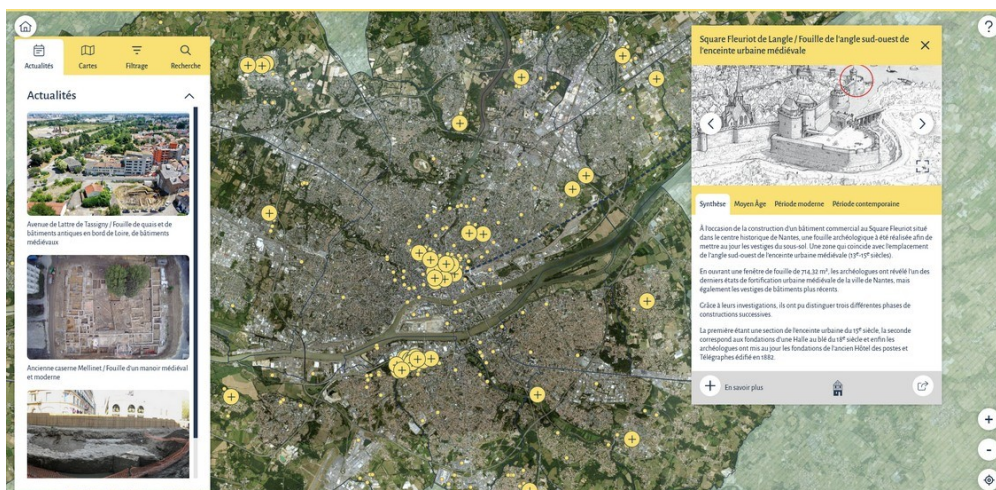 Actualités
Cartes
Filtrage
Recherche
Actualités
Avenue de Lattre de Tassigny / Fouille de quais et de
bâtiments antiques en bord de Loire, de bâtiments
médiévaux
Ancienne caserne Mellinet / Fouille d'un manoir médiéval
et moderne
Square Fleuriot de Langle / Fouille de l'angle sud-ouest de
l'enceinte urbaine médiévale
Synthèse
Moyen Âge
Période moderne
Période contemporaine
À l'occasion de la construction d'un bâtiment commercial au Square Fleuriot situé
dans le centre historique de Nantes, une fouille archéologique à été réalisée afin de
mettre au jour les vestiges du sous-sol. Une zone qui coïncide avec l'emplacement
de l'angle sud-ouest de l'enceinte urbaine médiévale (13e-15e siècles).
En ouvrant une fenêtre de fouille de 714,32 m², les archéologues ont révélé l'un des
derniers états de fortification urbaine médiévale de la ville de Nantes, mais
également les vestiges de bâtiments plus récents.
Grâce à leurs investigations, ils ont pu distinguer trois différentes phases de
constructions successives.
La première étant une section de l'enceinte urbaine du 15e siècle, la seconde
correspond aux fondations d'une Halle au blé du 18e siècle et enfin les
archéologues ont mis au jour les fondations de l'ancien Hôtel des postes et
Télégraphes édifié en 1882.
En savoir plus